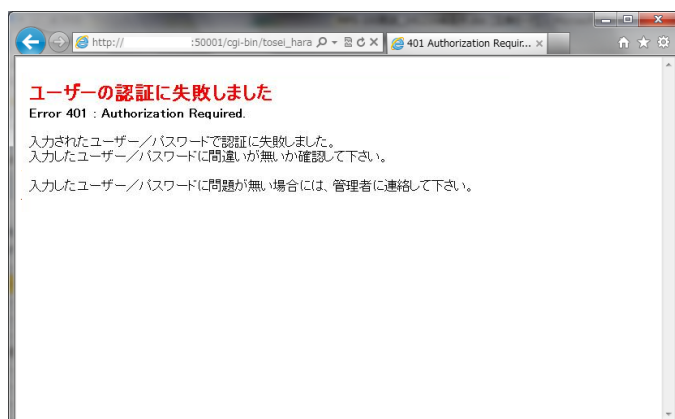 http:// :50001/cgi-bin/tosei_hara
401 Authorization Requir...
ユーザーの認証に失敗しました
Error 401 : Authorization Required.
入力されたユーザー／パスワードで認証に失敗しました。
入力したユーザー／パスワードに間違いが無いか確認して下さい。
入力したユーザー／パスワードに問題が無い場合には、管理者に連絡して下さい。